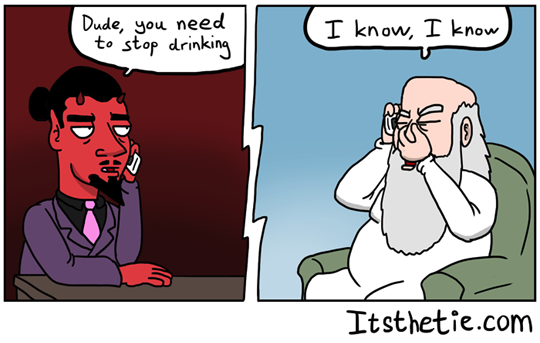 Dude, you need
to stop drinking
I know, I know
Itsthetie.com